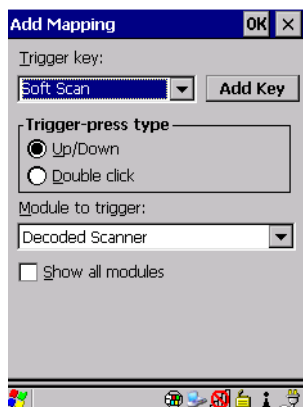 Add Mapping OK ×
Trigger key:
Soft Scan Add Key
Trigger-press type
Up/Down
Double click
Module to trigger:
Decoded Scanner
Show all modules